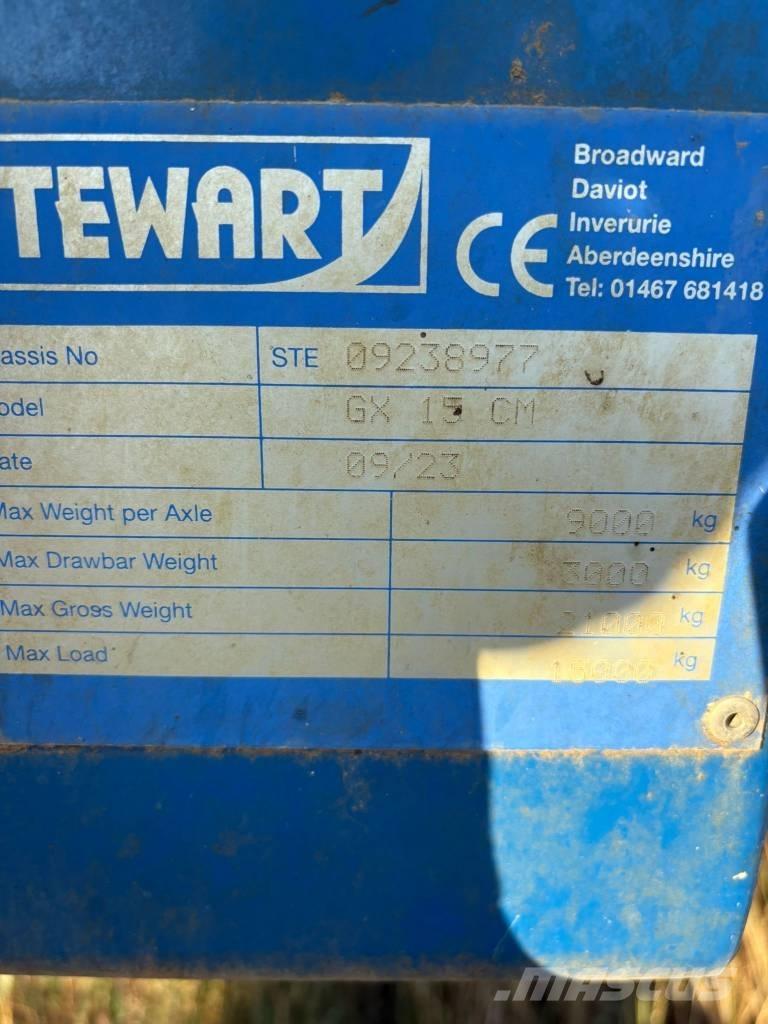 TEWART
CE
Broadward
Daviot
Inverurie
Aberdeenshire
Tel: 01467 681418
assis No STE 09238977
odel GX 15 CM
ate 09/23
Max Weight per Axle 9000 kg
Max Drawbar Weight 3000 kg
Max Gross Weight 21000 kg
Max Load kg
MASCUS